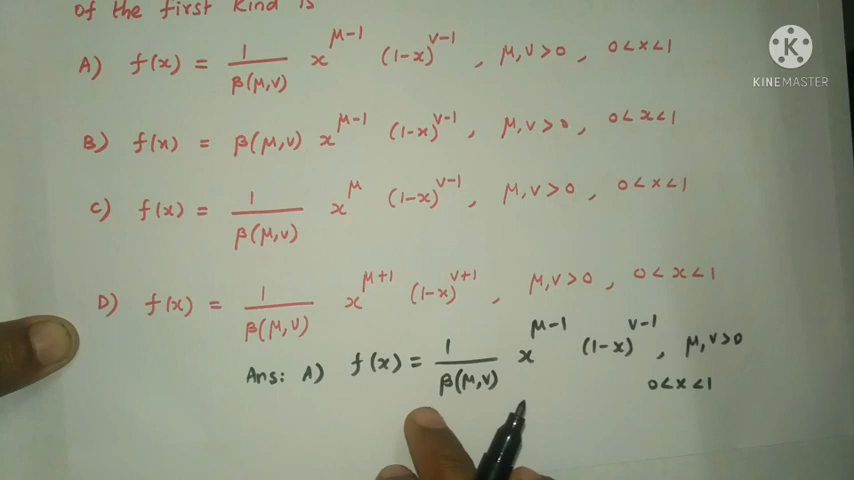 of the first kind is
A) f(x) = 1/β(μ,ν) x^μ-1 (1-x)^ν-1 , μ,ν>0 , 0<x<1
B) f(x) = β(μ,ν) x^μ-1 (1-x)^ν-1 , μ,ν>0 , 0<x<1
C) f(x) = 1/β(μ,ν) x^μ (1-x)^ν-1 , μ,ν>0 , 0<x<1
D) f(x) = 1/β(μ,ν) x^μ+1 (1-x)^ν+1 , μ,ν>0 , 0<x<1
Ans: A) f(x) = 1/β(μ,ν) x^μ-1 (1-x)^ν-1 , μ,ν>0
0<x<1
K
KINEMASTER